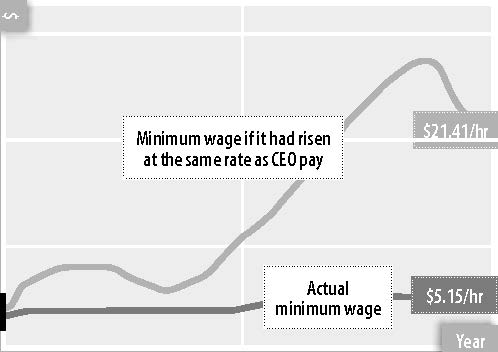 $
Minimum wage if it had risen
at the same rate as CEO pay
$21.41/hr
Actual
minimum wage
$5.15/hr
Year